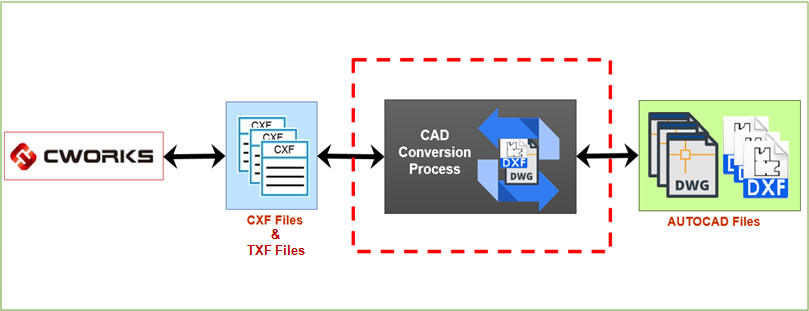 CWORKS
CXF
CXF
CXF
CXF Files
&
TXF Files
CAD
Conversion
Process
DXF
DWG
DWG
DXF
AUTOCAD Files